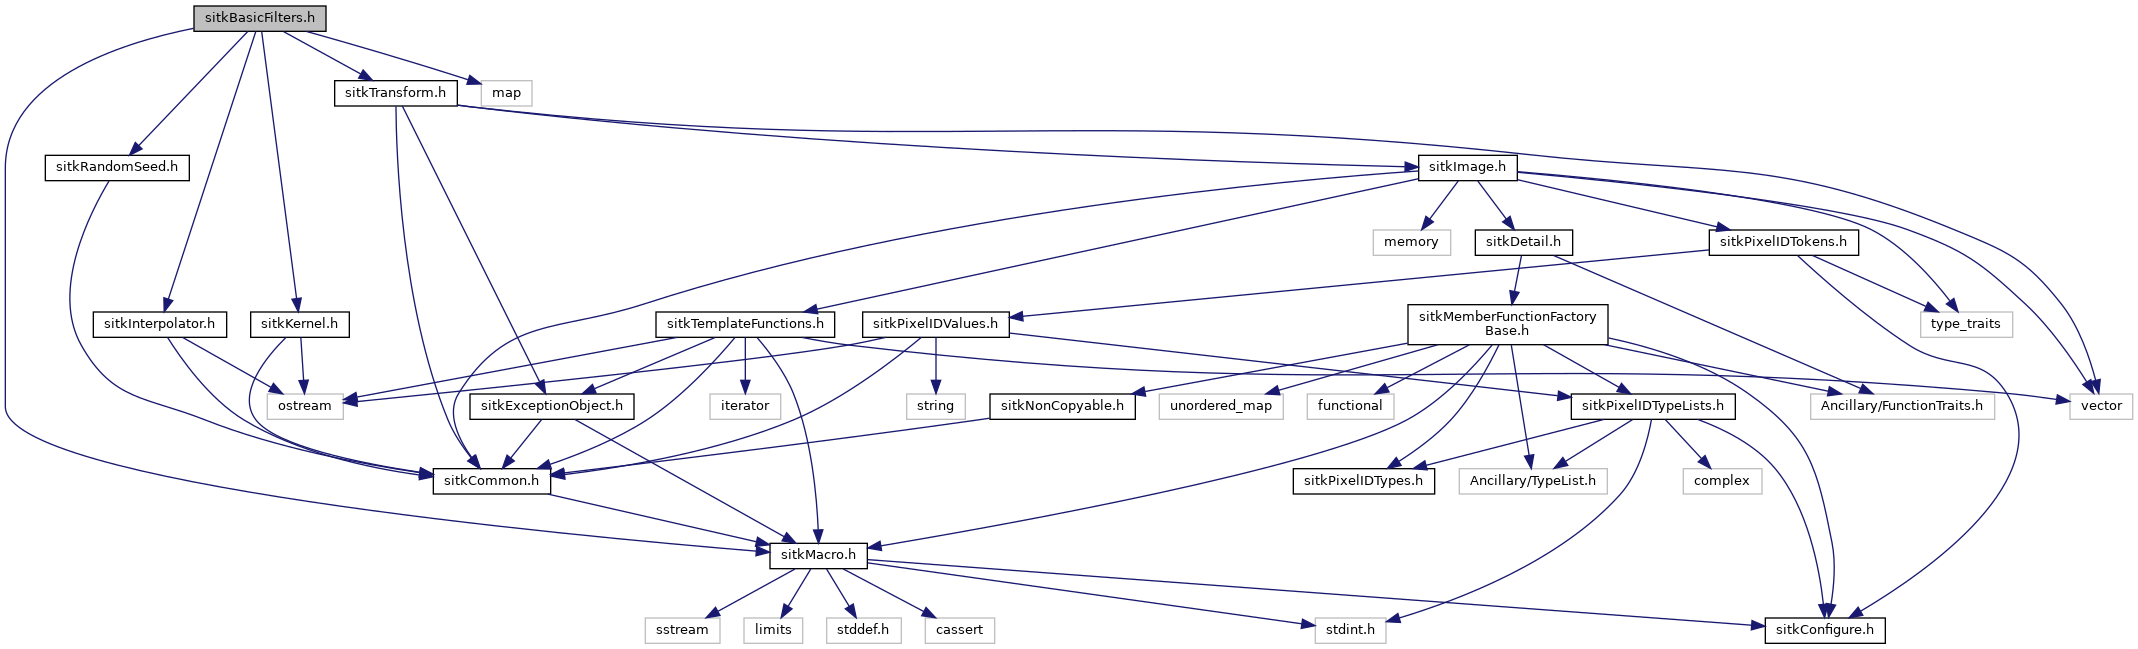 sitkBasicFilters.h
sitkTransform.h
map
sitkRandomSeed.h
sitkImage.h
memory
sitkDetail.h
sitkPixelIDTokens.h
sitkInterpolator.h
sitkKernel.h
sitkTemplateFunctions.h
sitkPixelIDValues.h
sitkMemberFunctionFactory
Base.h
type_traits
ostream
sitkExceptionObject.h
iterator
string
sitkNonCopyable.h
unordered_map
functional
sitkPixelIDTypeLists.h
Ancillary/FunctionTraits.h
vector
sitkCommon.h
sitkPixelIDTypes.h
Ancillary/TypeList.h
complex
sitkMacro.h
sstream
limits
stddef.h
cassert
stdint.h
sitkConfigure.h